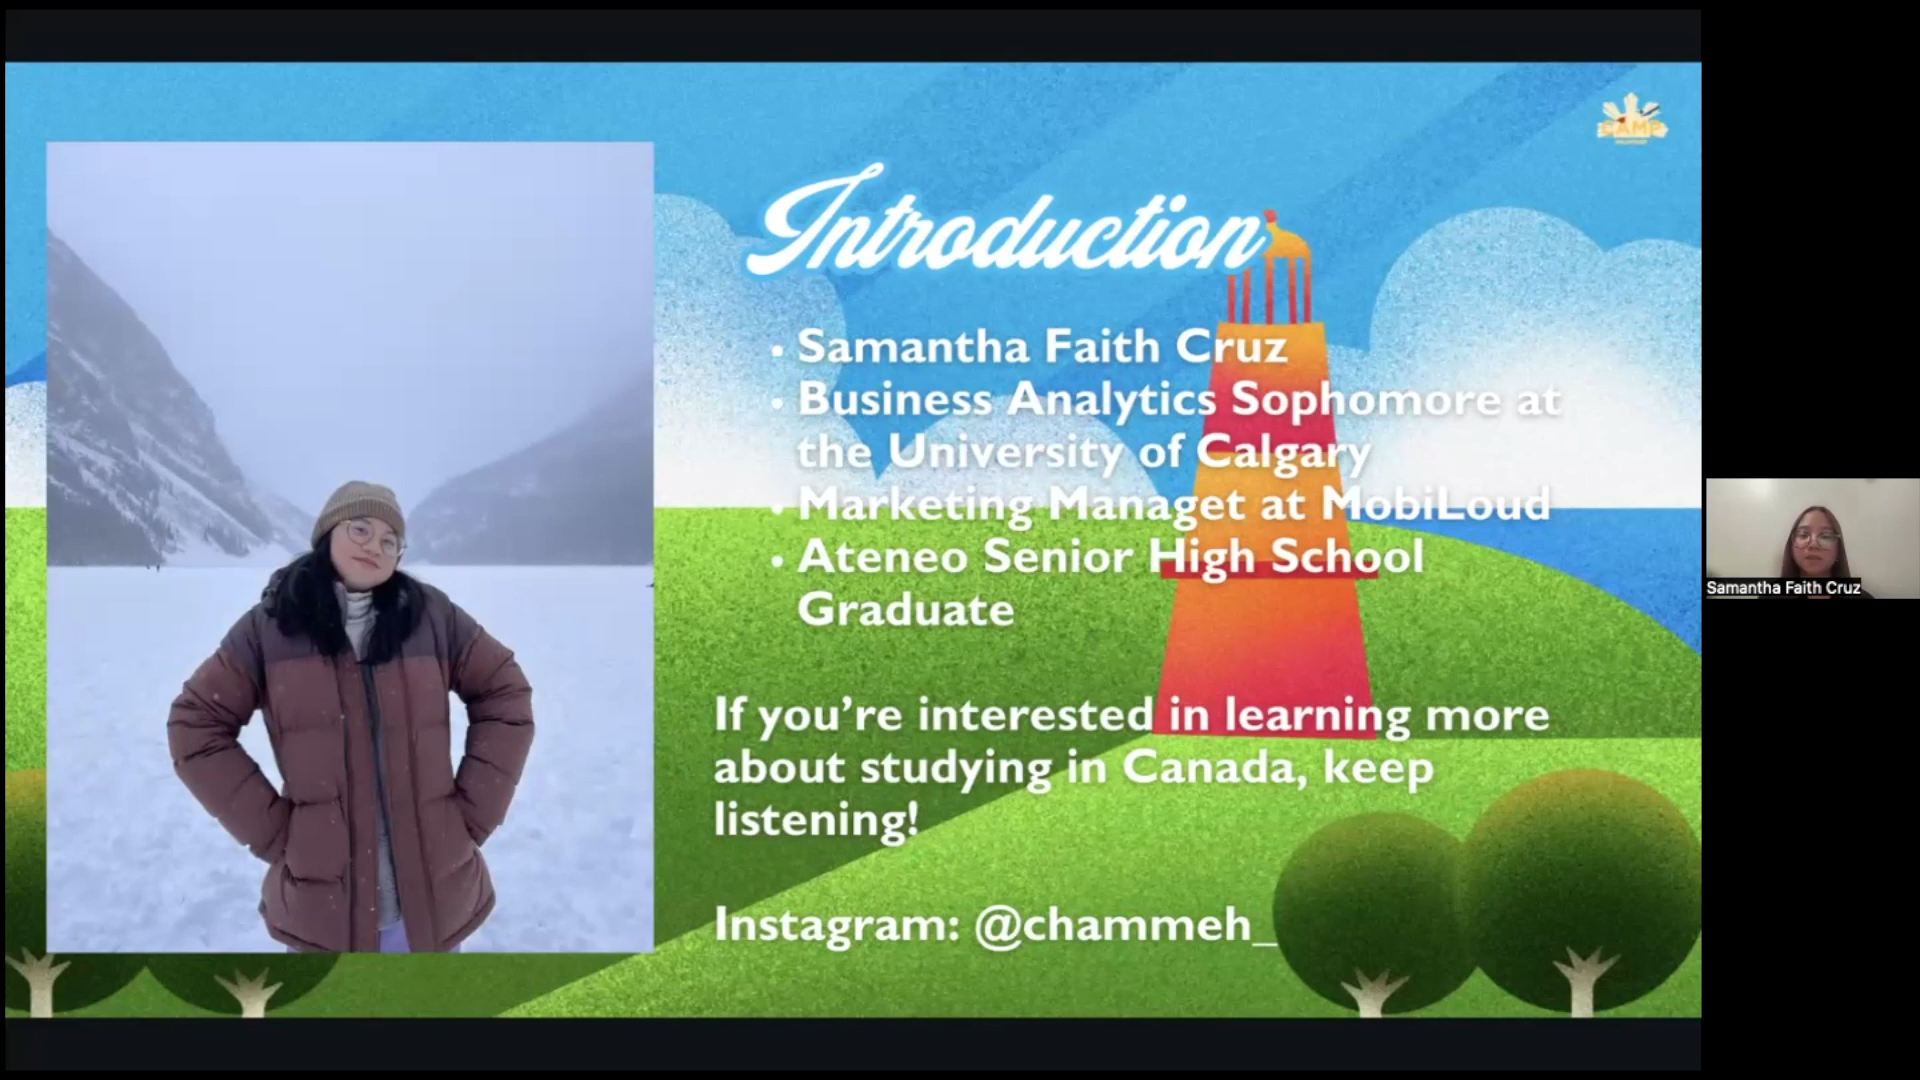 CAMP
Introduction
• Samantha Faith Cruz
• Business Analytics Sophomore at
the University of Calgary
• Marketing Managet at MobiLoud
• Ateneo Senior High School
Graduate
If you're interested in learning more
about studying in Canada, keep
listening!
Instagram: @chammeh_
Samantha Faith Cruz